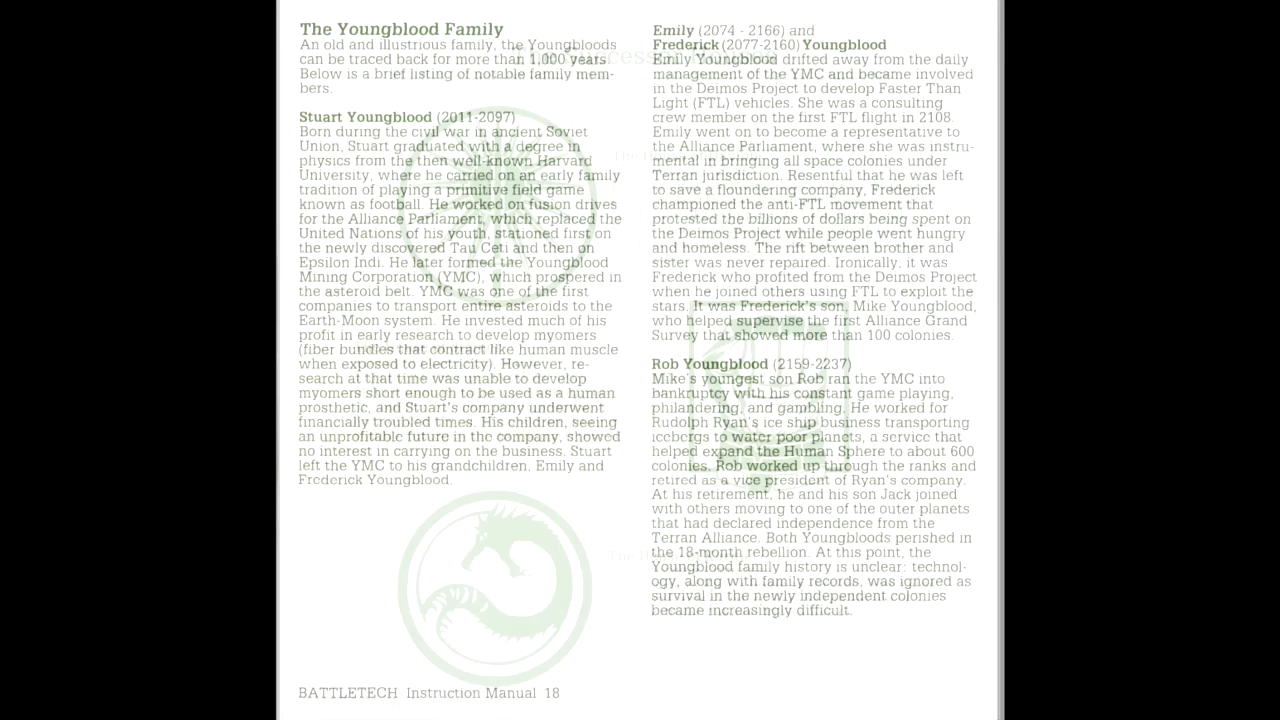 The Youngblood Family
An old and illustrious family, the Youngbloods
can be traced back for more than 1,000 years.
Below is a brief listing of notable family mem-
bers.
Stuart Youngblood (2011-2097)
Born during the civil war in ancient Soviet
Union, Stuart graduated with a degree in
physics from the then well-known Harvard
University, where he carried on an early family
tradition of playing a primitive field game
known as football. He worked on fusion drives
for the Alliance Parliament, which replaced the
United Nations of his youth, stationed first on
the newly discovered Tau Ceti and then on
Epsilon Indi. He later formed the Youngblood
Mining Corporation (YMC), which prospered in
the asteroid belt. YMC was one of the first
companies to transport entire asteroids to the
Earth-Moon system. He invested much of his
profit in early research to develop myomers
(fiber bundles that contract like human muscle
when exposed to electricity). However, re-
search at that time was unable to develop
myomers short enough to be used as a human
prosthetic, and Stuart's company underwent
financially troubled times. His children, seeing
an unprofitable future in the company, showed
no interest in carrying on the business. Stuart
left the YMC to his grandchildren, Emily and
Frederick Youngblood.
BATTLETECH Instruction Manual 18
Emily (2074 - 2166) and
Frederick (2077-2160) Youngblood
Emily Youngblood drifted away from the daily
management of the YMC and became involved
in the Deimos Project to develop Faster Than
Light (FTL) vehicles. She was a consulting
crew member on the first FTL flight in 2108.
Emily went on to become a representative to
the Alliance Parliament, where she was instru-
mental in bringing all space colonies under
Terran jurisdiction. Resentful that he was left
to save a floundering company, Frederick
championed the anti-FTL movement that
protested the billions of dollars being spent on
the Deimos Project while people went hungry
and homeless. The rift between brother and
sister was never repaired. Ironically, it was
Frederick who profited from the Deimos Project
when he joined others using FTL to exploit the
stars. It was Frederick's son, Mike Youngblood,
who helped supervise the first Alliance Grand
Survey that showed more than 100 colonies.
Rob Youngblood (2159-2237)
Mike's youngest son Rob ran the YMC into
bankruptcy with his constant game playing,
philandering, and gambling. He worked for
Rudolph Ryan's ice ship business transporting
icebergs to water poor planets, a service that
helped expand the Human Sphere to about 600
colonies. Rob worked up through the ranks and
retired as a vice president of Ryan's company.
At his retirement, he and his son Jack joined
with others moving to one of the outer planets
that had declared independence from the
Terran Alliance. Both Youngbloods perished in
the 18-month rebellion. At this point, the
Youngblood family history is unclear: technol-
ogy, along with family records, was ignored as
survival in the newly independent colonies
became increasingly difficult.